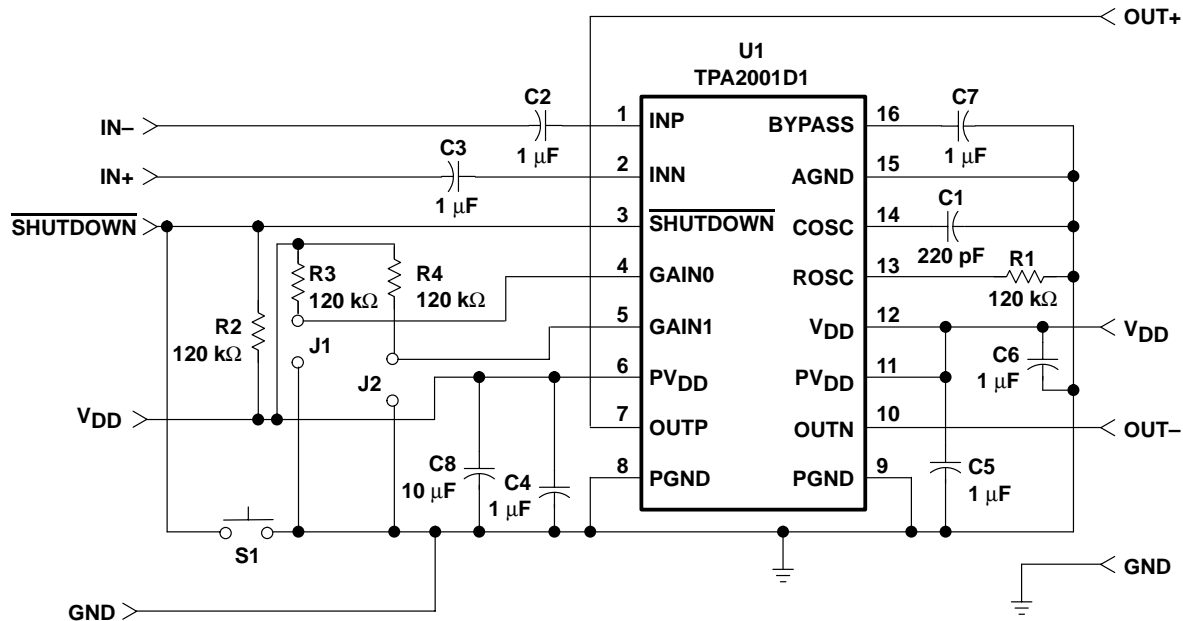 OUT+
U1
TPA2001D1
C2
IN–
1 µF
1
INP
BYPASS
16
C7
1 µF
C3
IN+
1 µF
2
INN
AGND
15
SHUTDOWN
3
SHUTDOWN
COSC
14
C1
220 pF
R3
120 kΩ
R4
120 kΩ
4
GAIN0
ROSC
13
R1
120 kΩ
R2
120 kΩ
J1
5
GAIN1
VDD
12
VDD
C6
1 µF
J2
6
PVDD
PVDD
11
VDD
7
OUTP
OUTN
10
OUT–
C8
10 µF
C4
1 µF
8
PGND
PGND
9
C5
1 µF
S1
GND
GND